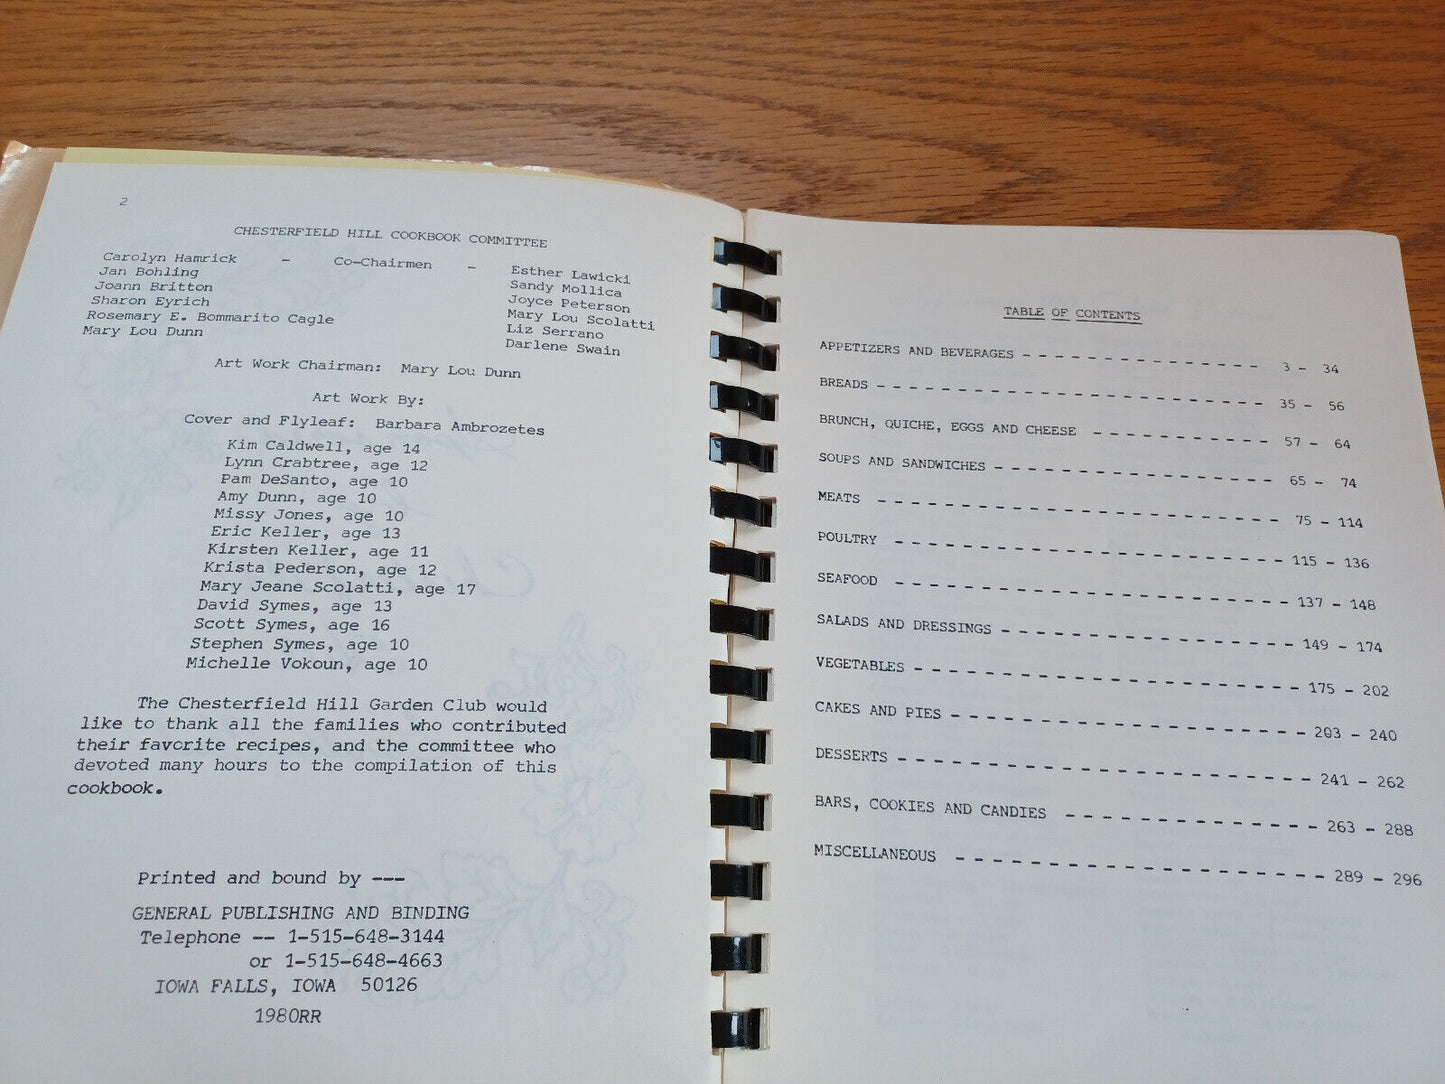 2
CHESTERFIELD HILL COOKBOOK COMMITTEE
Carolyn Hamrick - Co-Chairmen - Esther Lawicki
Jan Bohling Sandy Mollica
Joann Britton Joyce Peterson
Sharon Eyrich Mary Lou Scolatti
Rosemary E. Bommarito Cagle Liz Serrano
Mary Lou Dunn Darlene Swain
Art Work Chairman: Mary Lou Dunn
Art Work By:
Cover and Flyleaf: Barbara Ambrozetes
Kim Caldwell, age 14
Lynn Crabtree, age 12
Pam DeSanto, age 10
Amy Dunn, age 10
Missy Jones, age 10
Eric Keller, age 13
Kirsten Keller, age 11
Krista Pederson, age 12
Mary Jeane Scolatti, age 17
David Symes, age 13
Scott Symes, age 16
Stephen Symes, age 10
Michelle Vokoun, age 10
The Chesterfield Hill Garden Club would
like to thank all the families who contributed
their favorite recipes, and the committee who
devoted many hours to the compilation of this
cookbook.
Printed and bound by ---
GENERAL PUBLISHING AND BINDING
Telephone -- 1-515-648-3144
or 1-515-648-4663
IOWA FALLS, IOWA 50126
1980RR
TABLE OF CONTENTS
APPETIZERS AND BEVERAGES - - - - - - - - - - - - - - 3 - 34
BREADS - - - - - - - - - - - - - - - - - - - - - - - 35 - 56
BRUNCH, QUICHE, EGGS AND CHEESE - - - - - - - - - - 57 - 64
SOUPS AND SANDWICHES - - - - - - - - - - - - - - - - 65 - 74
MEATS - - - - - - - - - - - - - - - - - - - - - - - 75 - 114
POULTRY - - - - - - - - - - - - - - - - - - - - - - 115 - 136
SEAFOOD - - - - - - - - - - - - - - - - - - - - - - 137 - 148
SALADS AND DRESSINGS - - - - - - - - - - - - - - - - 149 - 174
VEGETABLES - - - - - - - - - - - - - - - - - - - - - 175 - 202
CAKES AND PIES - - - - - - - - - - - - - - - - - - - 203 - 240
DESSERTS - - - - - - - - - - - - - - - - - - - - - - 241 - 262
BARS, COOKIES AND CANDIES - - - - - - - - - - - - - 263 - 288
MISCELLANEOUS - - - - - - - - - - - - - - - - - - - 289 - 296